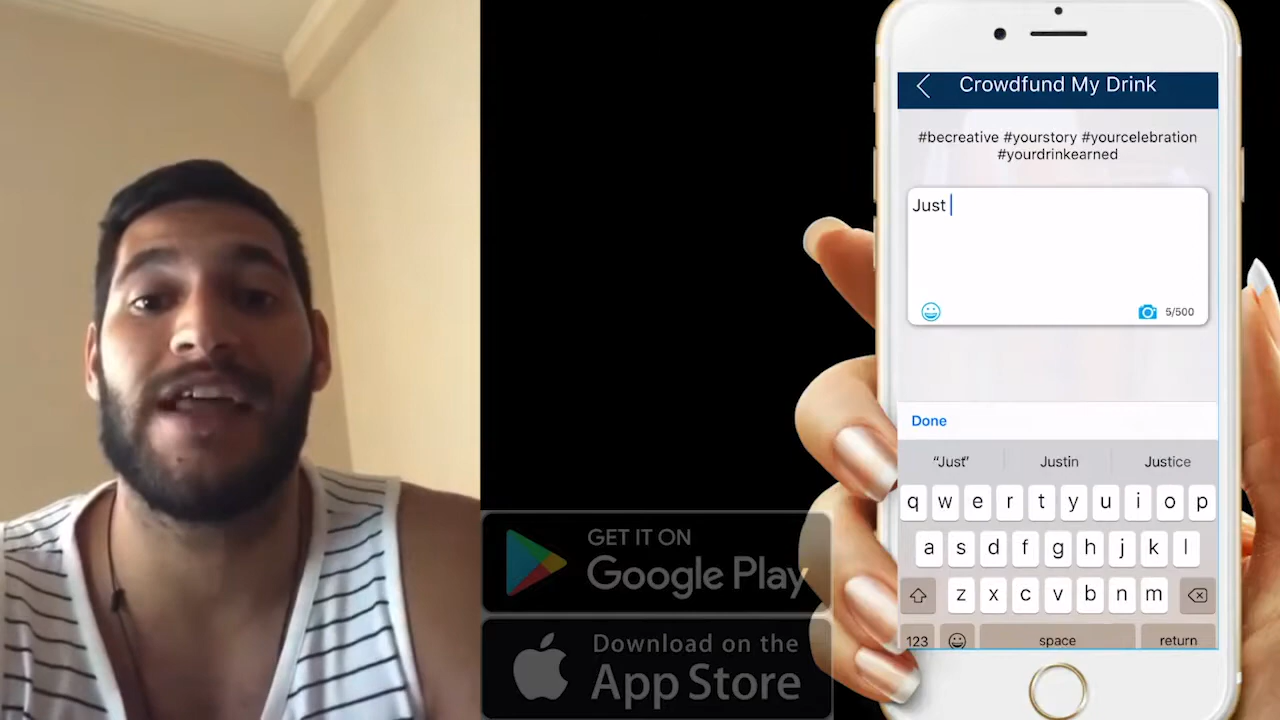 Crowdfund My Drink
#becreative #yourstory #yourcelebration
#yourdrinkearned
Just
5/500
Done
“Just” Justin Justice
q w e r t y u i o p
a s d f g h j k l
z x c v b n m
123 space return
GET IT ON
Google Play
Download on the
App Store